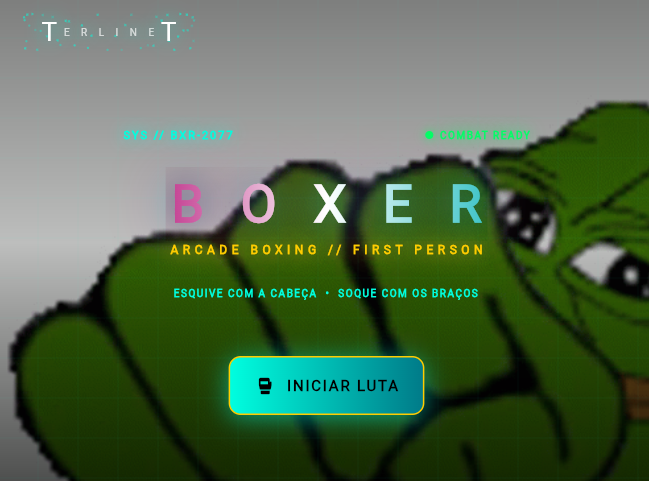 TERLINET
SYS // BXR-2077
COMBAT READY
BOXER
ARCADE BOXING // FIRST PERSON
ESQUIVE COM A CABEÇA • SOQUE COM OS BRAÇOS
INICIAR LUTA